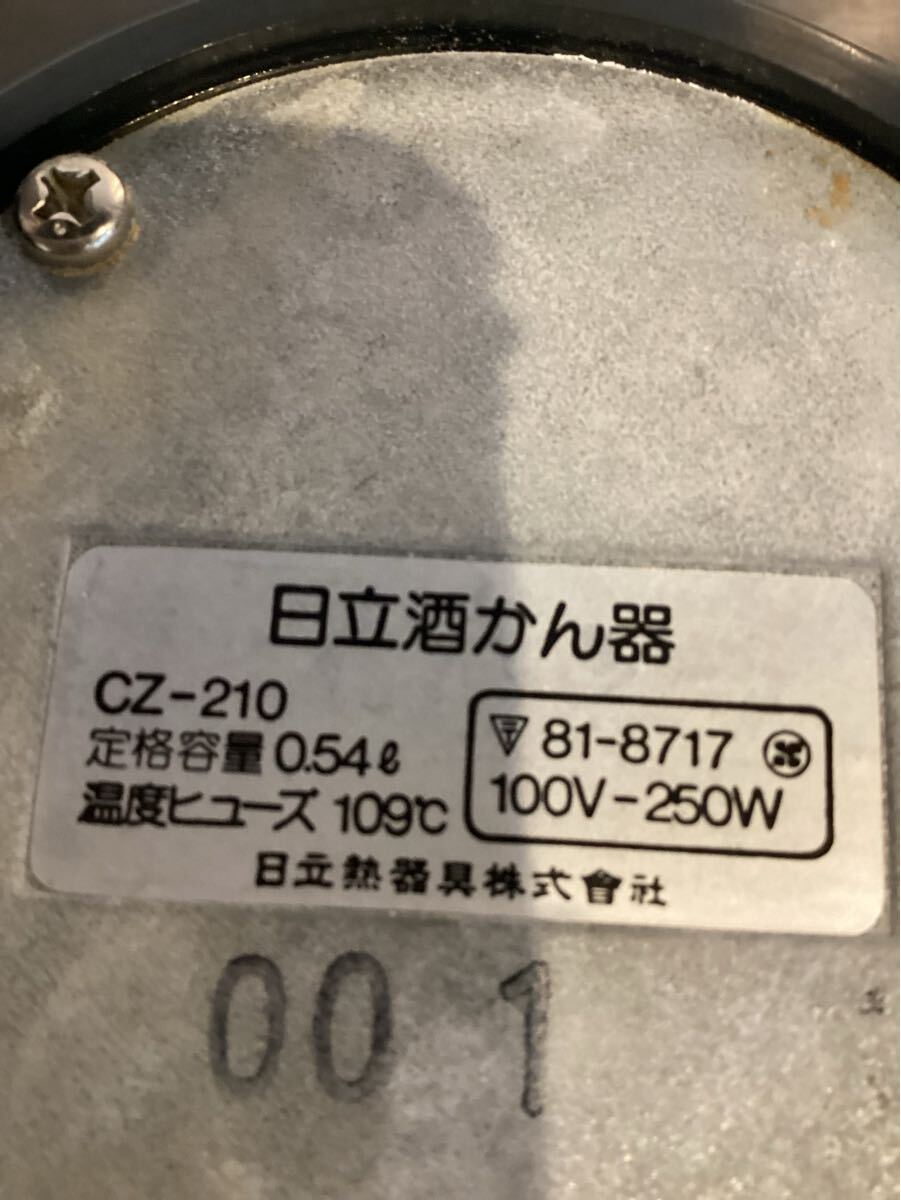 日立酒かん器
CZ-210
定格容量 0.54ℓ
温度ヒューズ 109℃
81-8717
100V-250W
日立熱器具株式會社
00 1